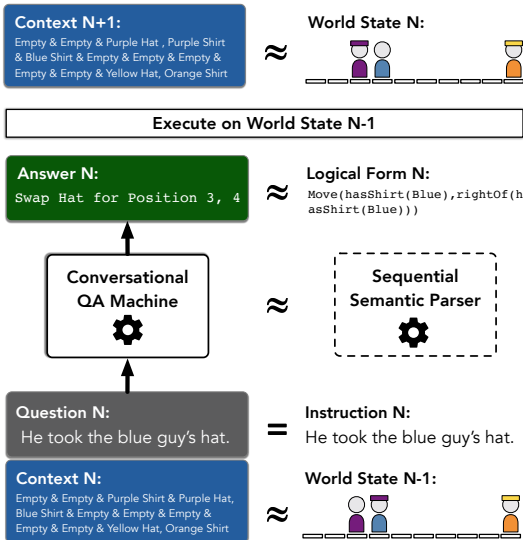 Context N+1:
Empty & Empty & Purple Hat , Purple Shirt
& Blue Shirt & Empty & Empty & Empty &
Empty & Empty & Yellow Hat, Orange Shirt
≈
World State N:
Execute on World State N-1
Answer N:
Swap Hat for Position 3, 4
≈
Logical Form N:
Move(hasShirt(Blue),rightOf(h
asShirt(Blue)))
Conversational
QA Machine
≈
Sequential
Semantic Parser
Question N:
He took the blue guy's hat.
=
Instruction N:
He took the blue guy's hat.
Context N:
Empty & Empty & Purple Shirt & Purple Hat,
Blue Shirt & Empty & Empty & Empty &
Empty & Empty & Yellow Hat, Orange Shirt
≈
World State N-1: